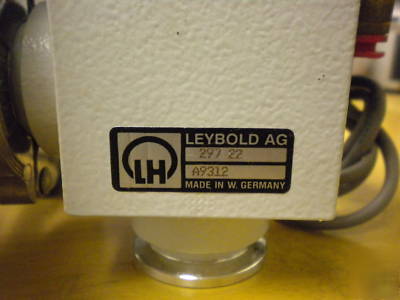 LH
LEYBOLD AG
297 22
A9312
MADE IN W. GERMANY